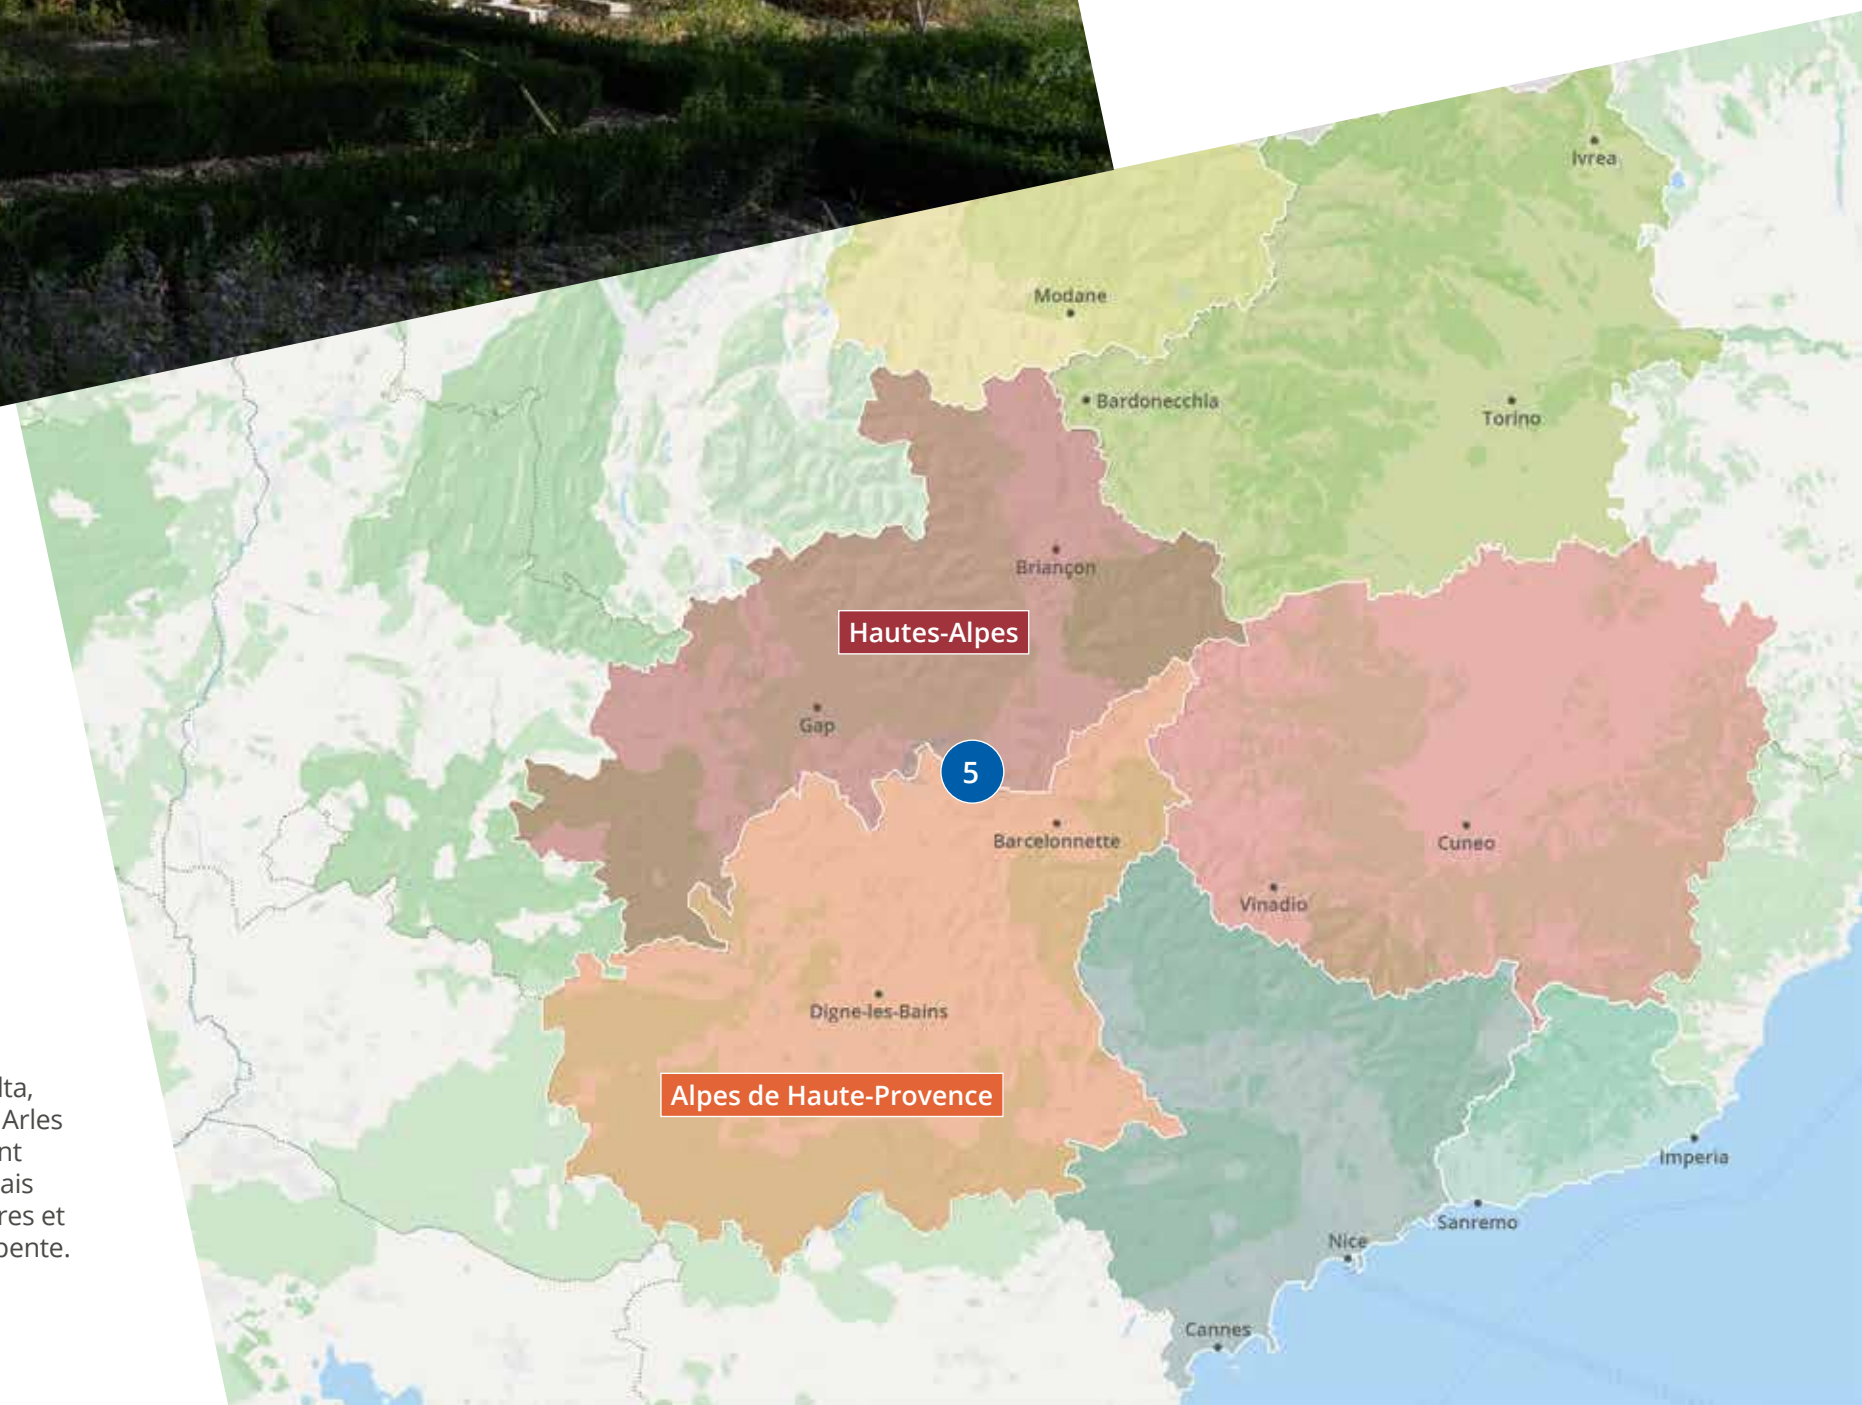 Ivrea
Modane
Bardonecchia
Torino
Briançon
Hautes-Alpes
Gap
5
Barcelonnette
Cuneo
Vinadio
Digne-les-Bains
Alpes de Haute-Provence
lta,
Arles
nt
ais
res et
pente.
Imperia
Sanremo
Nice
Cannes